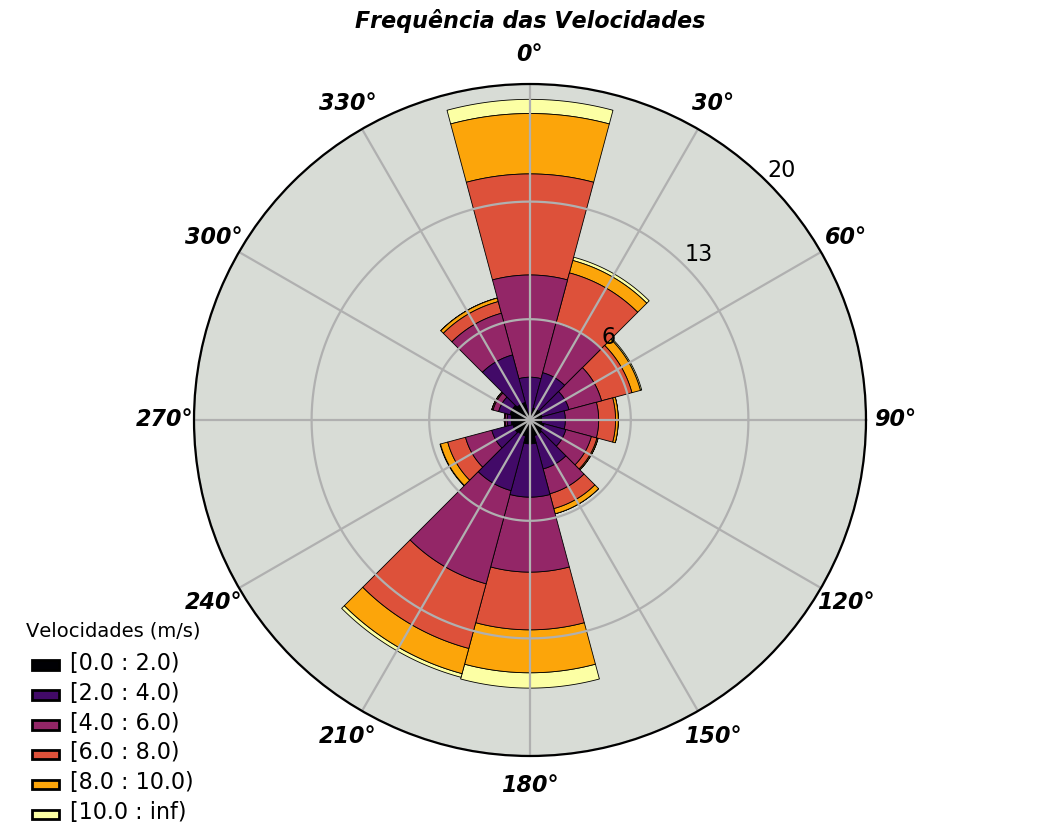 Frequência das Velocidades
0°
330°
30°
20
300°
60°
13
6
270°
90°
240°
120°
Velocidades (m/s)
[0.0 : 2.0)
[2.0 : 4.0)
[4.0 : 6.0)
[6.0 : 8.0)
[8.0 : 10.0)
[10.0 : inf)
210°
150°
180°